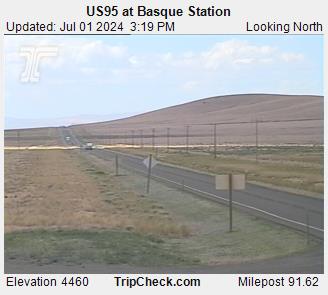 US95 at Basque Station
Updated: Jul 01 2024  3:19 PM Looking North
Elevation 4460 TripCheck.com Milepost 91.62